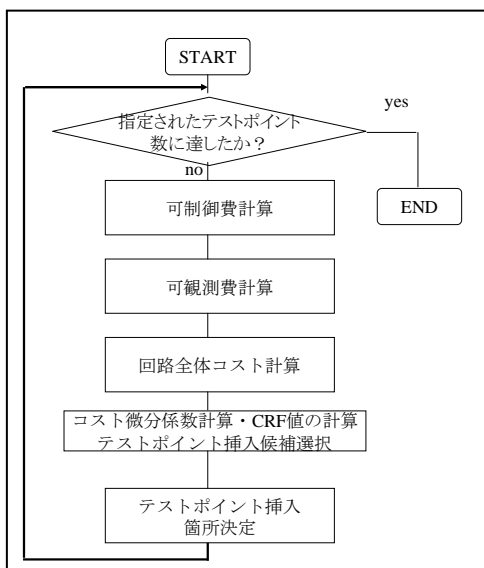 START
指定されたテストポイント
数に達したか？
yes
no
END
可制御費計算
可観測費計算
回路全体コスト計算
コスト微分係数計算・CRF値の計算
テストポイント挿入候補選択
テストポイント挿入
箇所決定